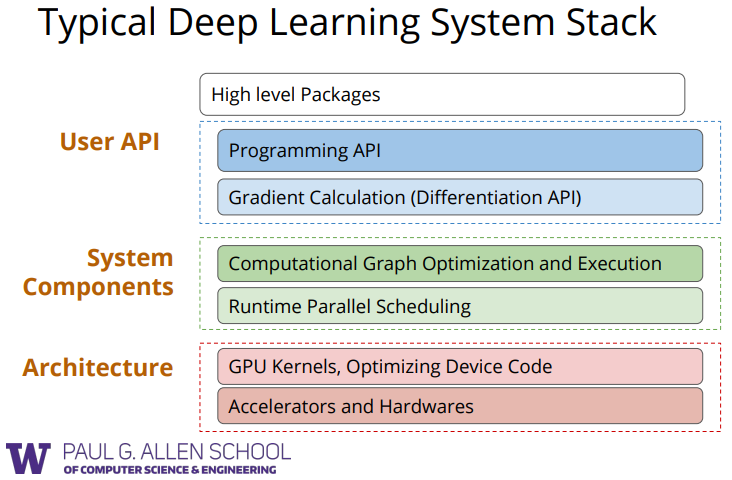 Typical Deep Learning System Stack
High level Packages
User API
Programming API
Gradient Calculation (Differentiation API)
System
Components
Computational Graph Optimization and Execution
Runtime Parallel Scheduling
Architecture
GPU Kernels, Optimizing Device Code
Accelerators and Hardwares
W
PAUL G. ALLEN SCHOOL
OF COMPUTER SCIENCE & ENGINEERING